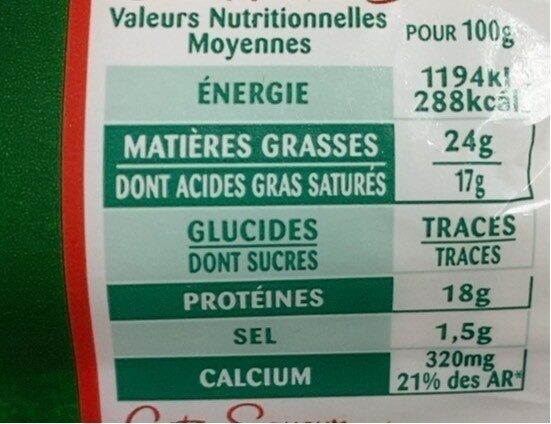 Valeurs Nutritionnelles
Moyennes
POUR 100g
ÉNERGIE
1194kJ
288kcal
MATIÈRES GRASSES
24g
DONT ACIDES GRAS SATURÉS
17g
GLUCIDES
TRACES
DONT SUCRES
TRACES
PROTÉINES
18g
SEL
1,5g
CALCIUM
320mg
21% des AR*